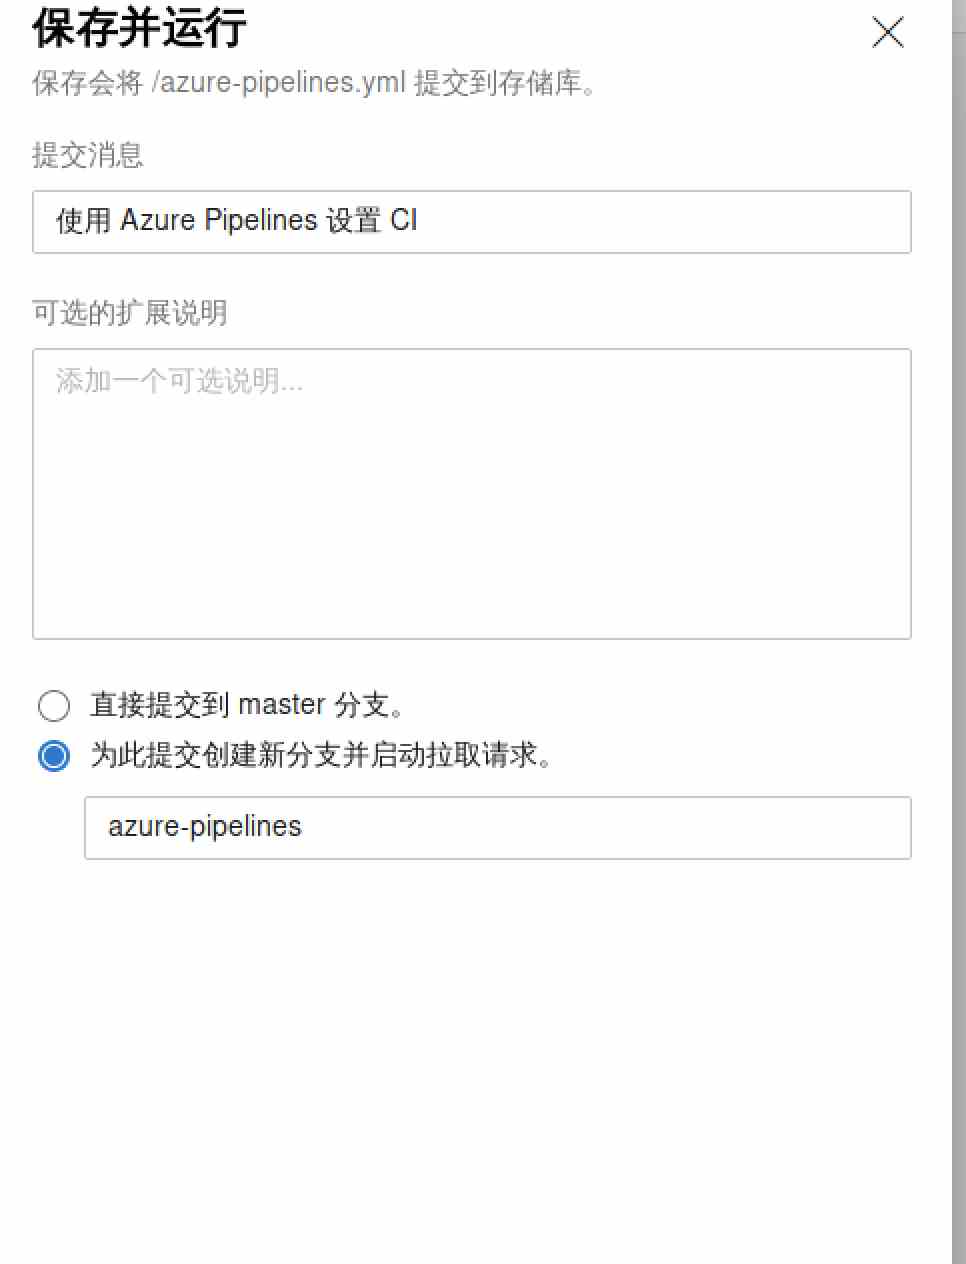 保存并运行
保存会将 /azure-pipelines.yml 提交到存储库。
提交消息
使用 Azure Pipelines 设置 CI
可选的扩展说明
添加一个可选说明...
直接提交到 master 分支。
为此提交创建新分支并启动拉取请求。
azure-pipelines